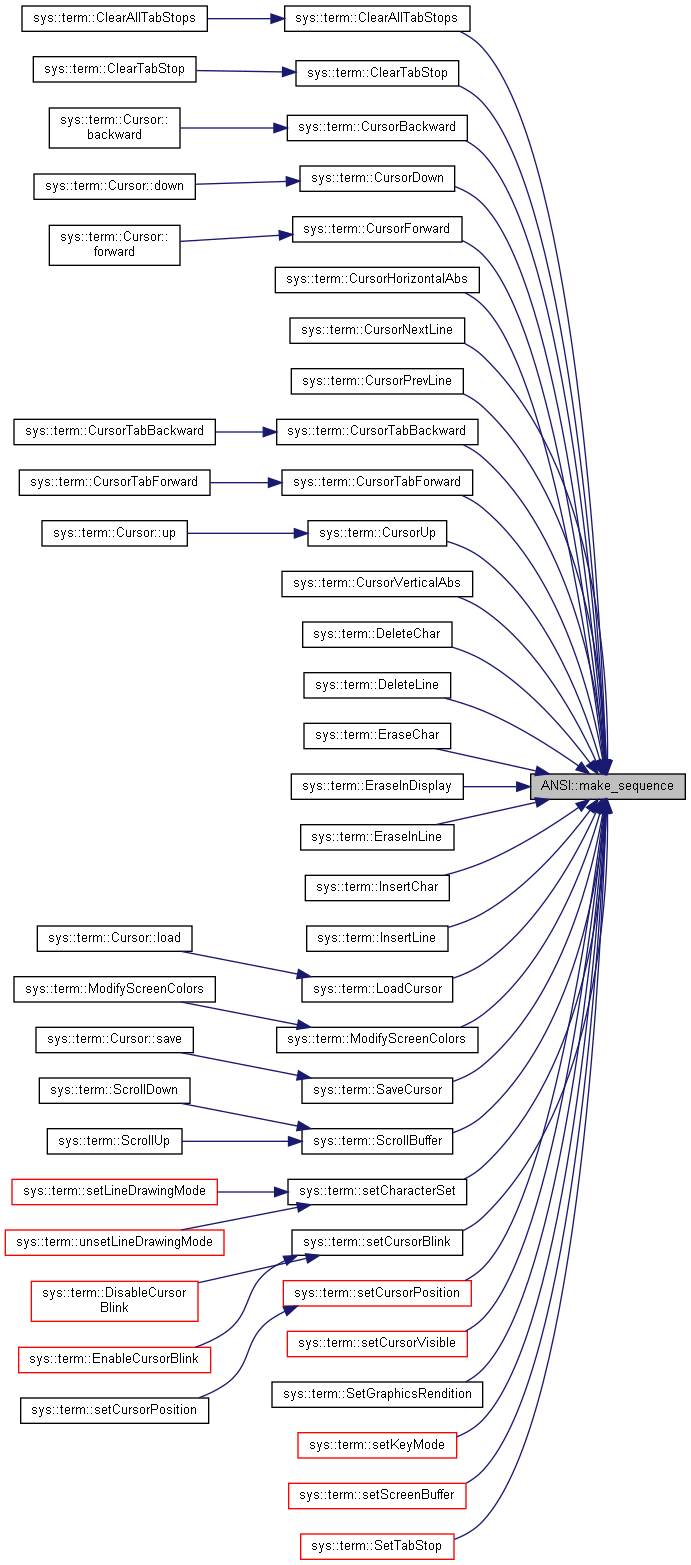 sys::term::ClearAllTabStops
sys::term::ClearAllTabStops
sys::term::ClearTabStop
sys::term::ClearTabStop
sys::term::Cursor::
backward
sys::term::CursorBackward
sys::term::Cursor::down
sys::term::CursorDown
sys::term::Cursor::
forward
sys::term::CursorForward
sys::term::CursorHorizontalAbs
sys::term::CursorNextLine
sys::term::CursorPrevLine
sys::term::CursorTabBackward
sys::term::CursorTabBackward
sys::term::CursorTabForward
sys::term::CursorTabForward
sys::term::Cursor::up
sys::term::CursorUp
sys::term::CursorVerticalAbs
sys::term::DeleteChar
sys::term::DeleteLine
sys::term::EraseChar
sys::term::EraseInDisplay
ANSI::make_sequence
sys::term::EraseInLine
sys::term::InsertChar
sys::term::InsertLine
sys::term::Cursor::load
sys::term::LoadCursor
sys::term::ModifyScreenColors
sys::term::ModifyScreenColors
sys::term::Cursor::save
sys::term::SaveCursor
sys::term::ScrollDown
sys::term::ScrollUp
sys::term::ScrollBuffer
sys::term::setLineDrawingMode
sys::term::setCharacterSet
sys::term::unsetLineDrawingMode
sys::term::setCursorBlink
sys::term::DisableCursor
Blink
sys::term::setCursorPosition
sys::term::EnableCursorBlink
sys::term::setCursorVisible
sys::term::setCursorPosition
sys::term::SetGraphicsRendition
sys::term::setKeyMode
sys::term::setScreenBuffer
sys::term::SetTabStop